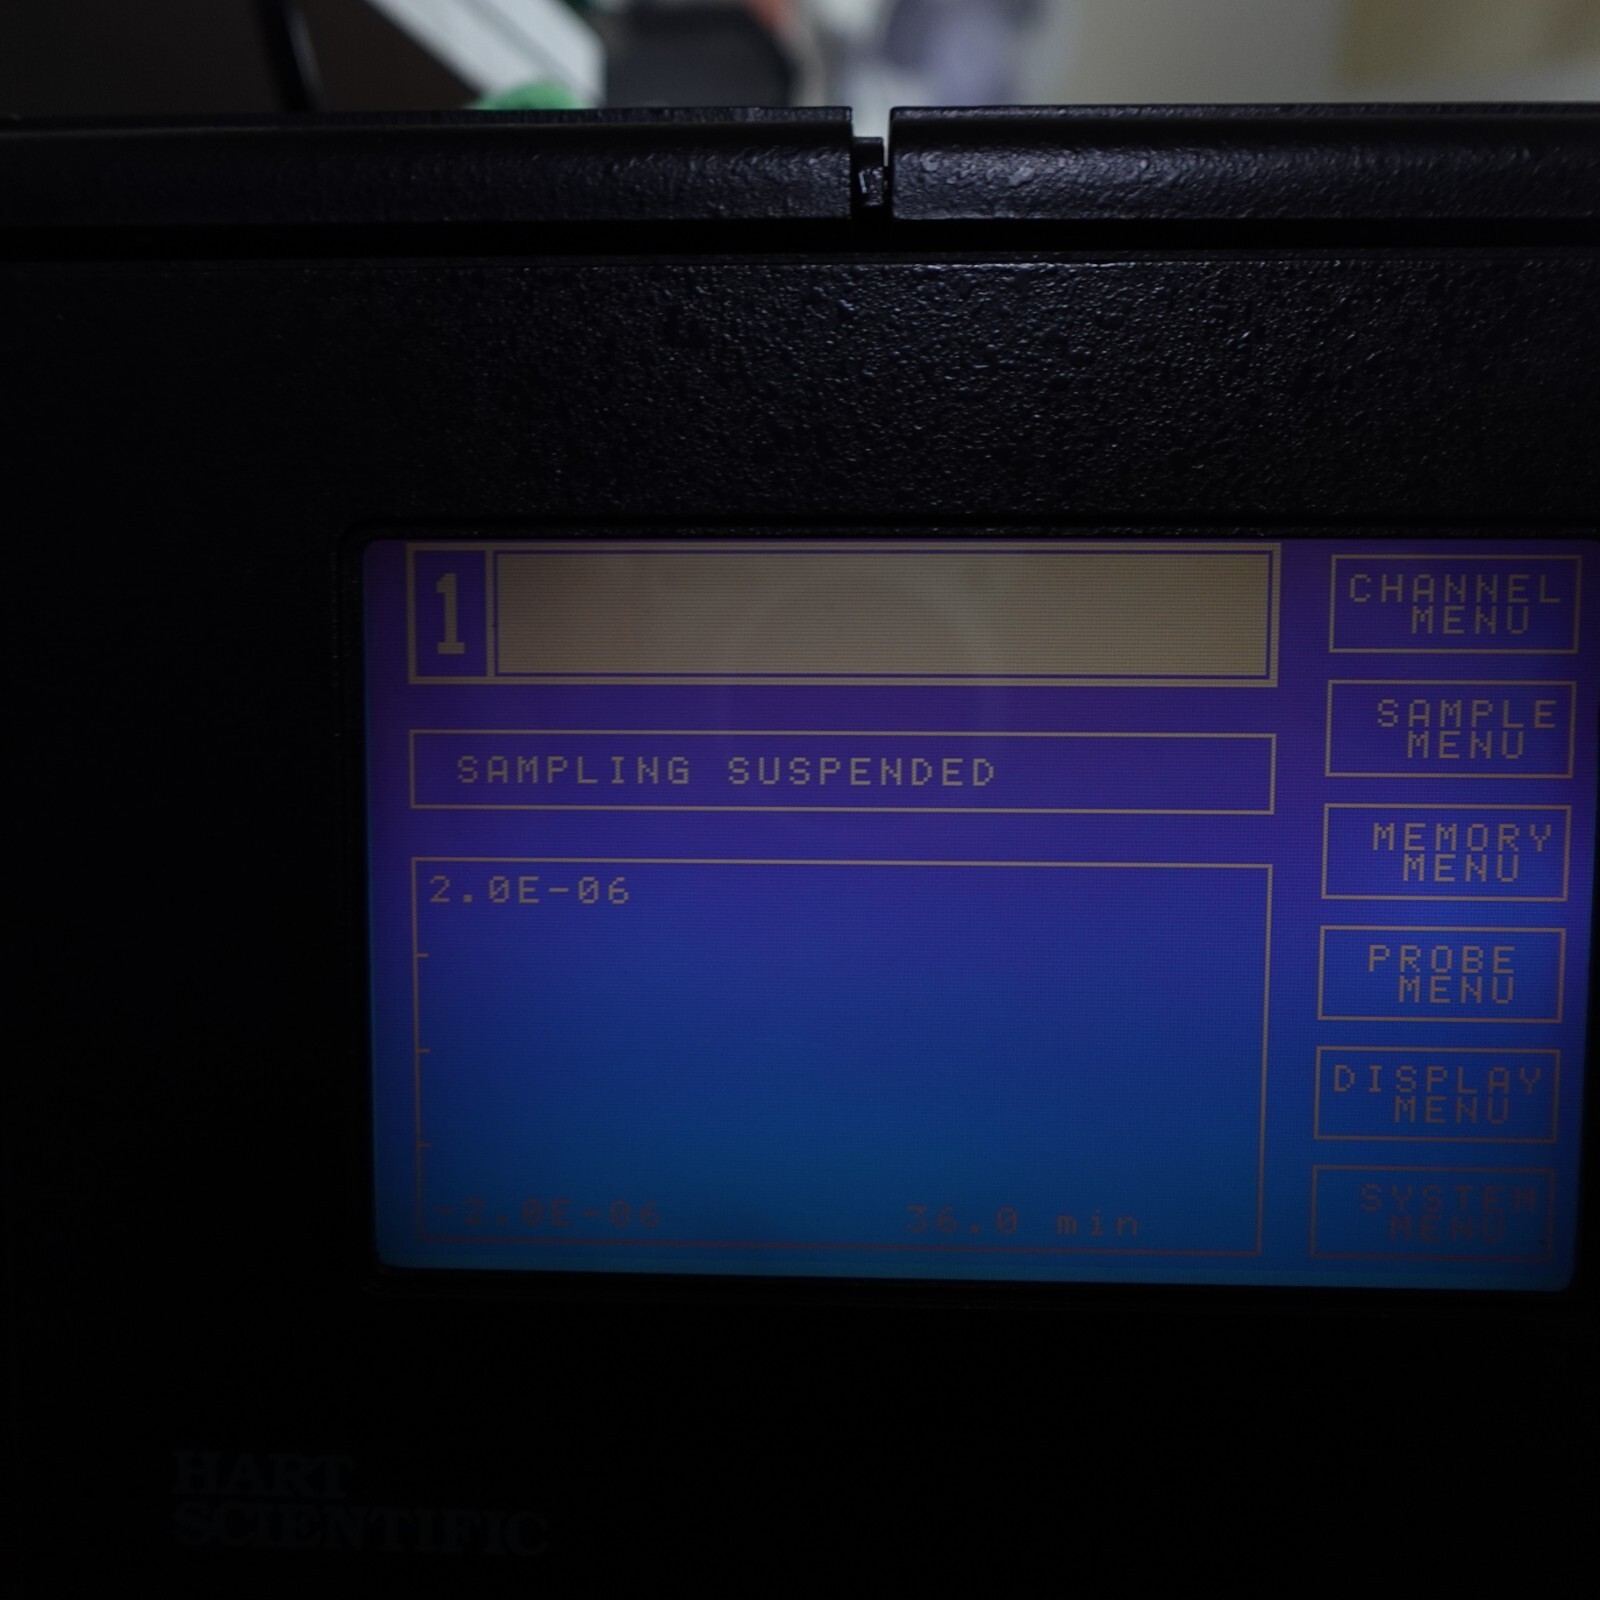 1
SAMPLING SUSPENDED
2.0E-06
-2.0E-06 36.0 min
CHANNEL
MENU
SAMPLE
MENU
MEMORY
MENU
PROBE
MENU
DISPLAY
MENU
SYSTEM
MENU
HART
SCIENTIFIC